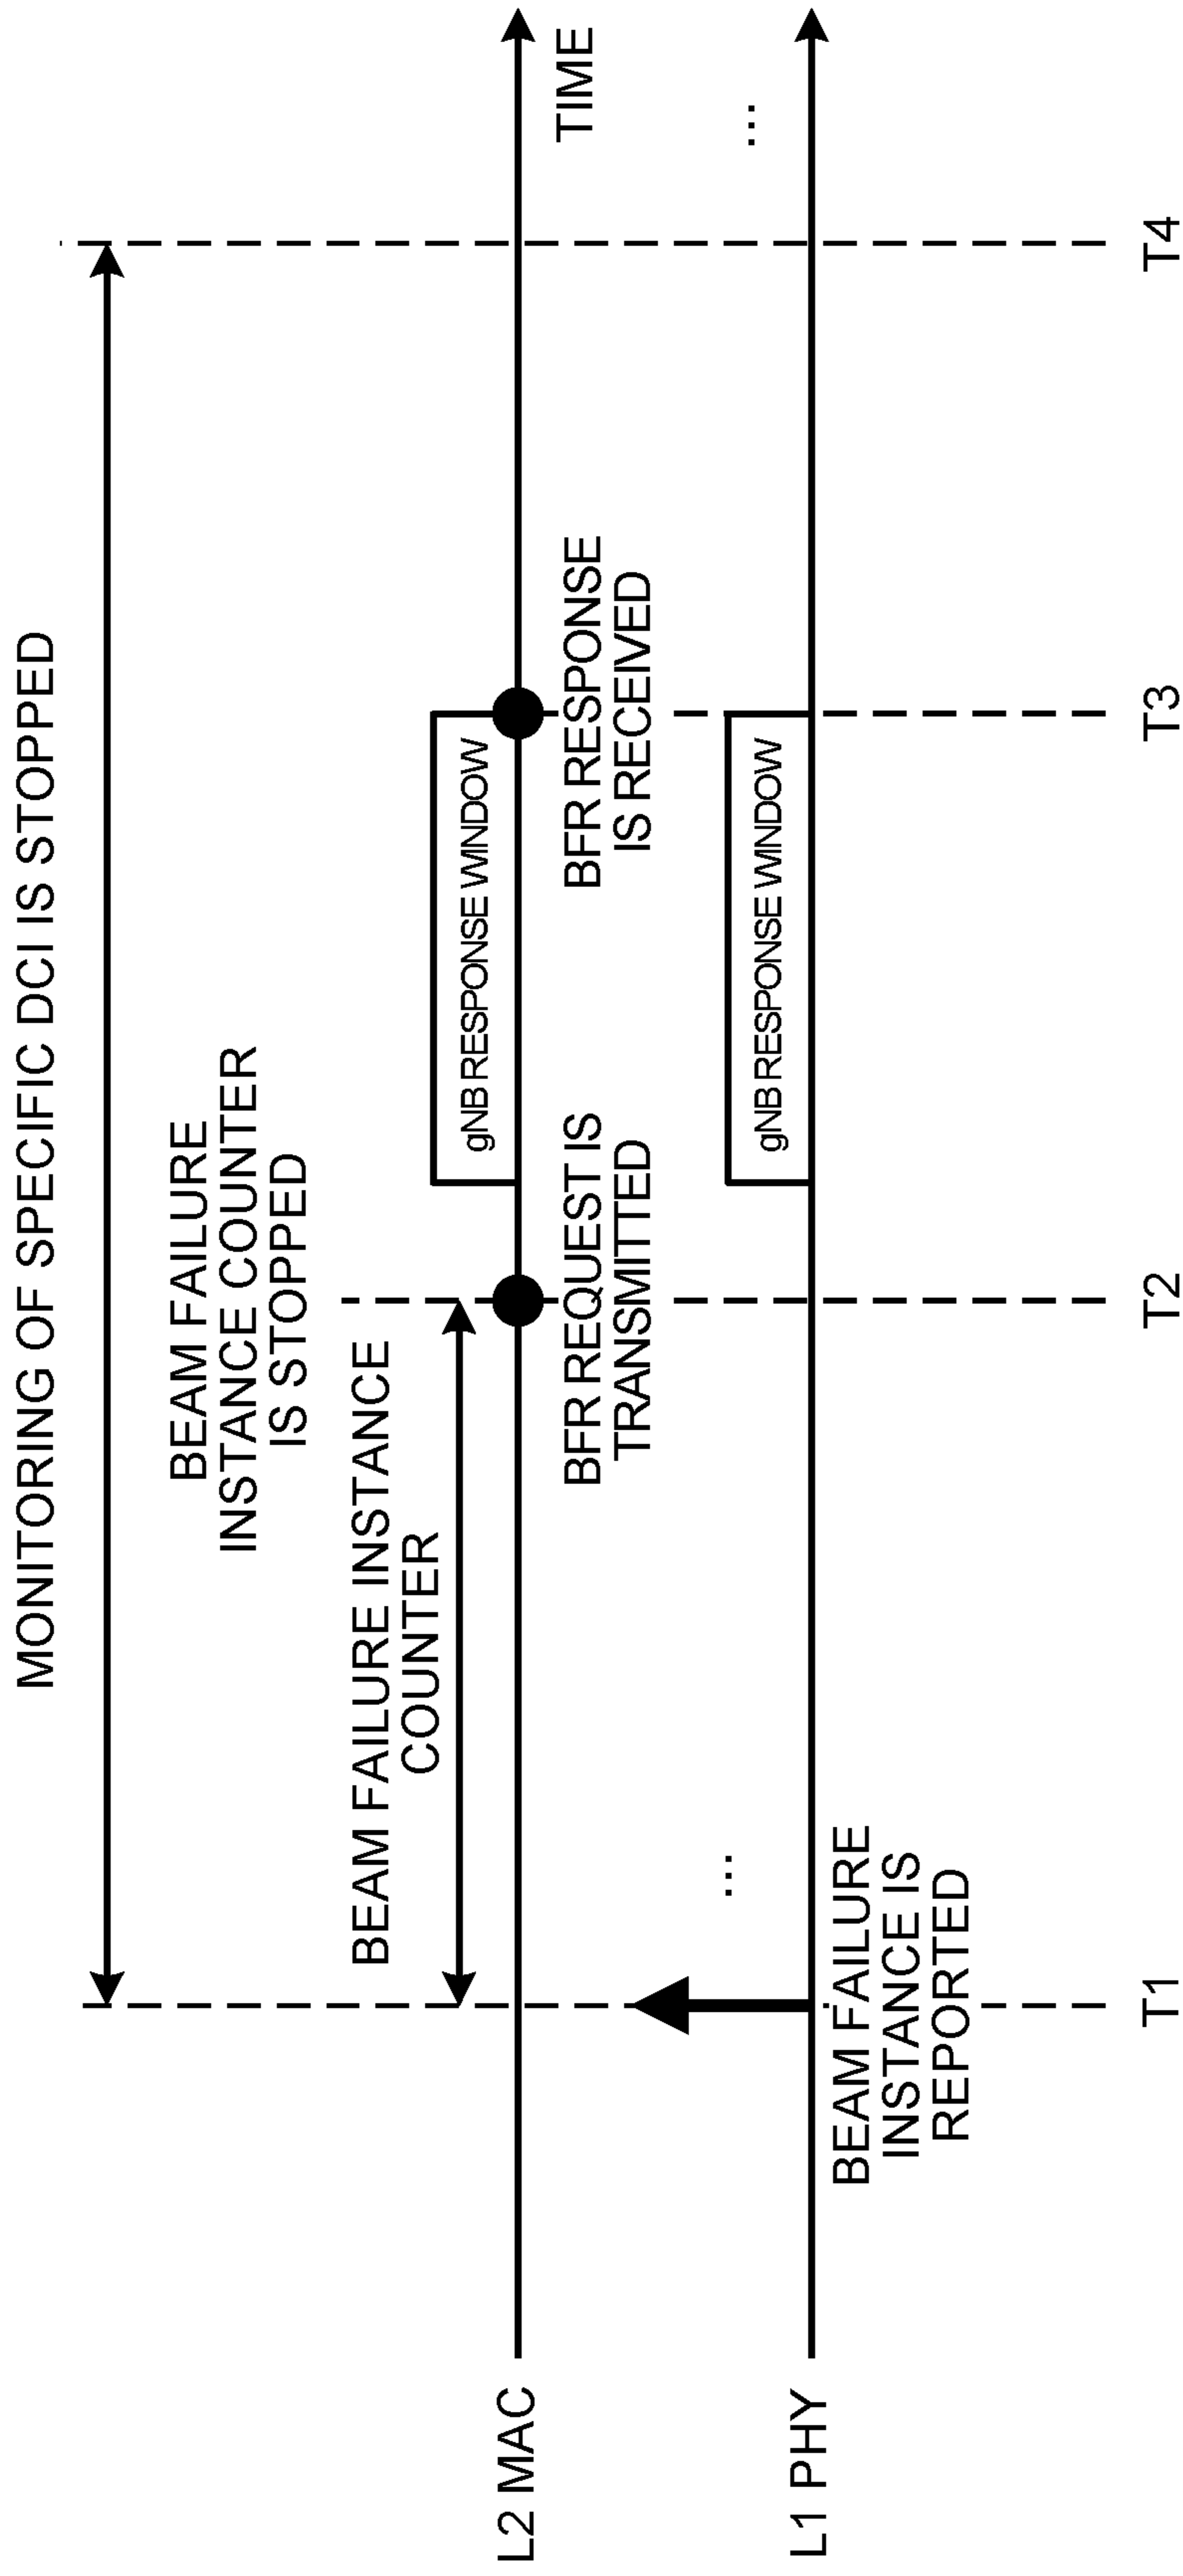 MONITORING OF SPECIFIC DCI IS STOPPED
BEAM FAILURE
INSTANCE COUNTER
IS STOPPED
BEAM FAILURE INSTANCE
COUNTER
gNB RESPONSE WINDOW
L2 MAC
TIME
BFR REQUEST IS
TRANSMITTED
BFR RESPONSE
IS RECEIVED
...
...
gNB RESPONSE WINDOW
L1 PHY
BEAM FAILURE
INSTANCE IS
REPORTED
T1
T2
T3
T4